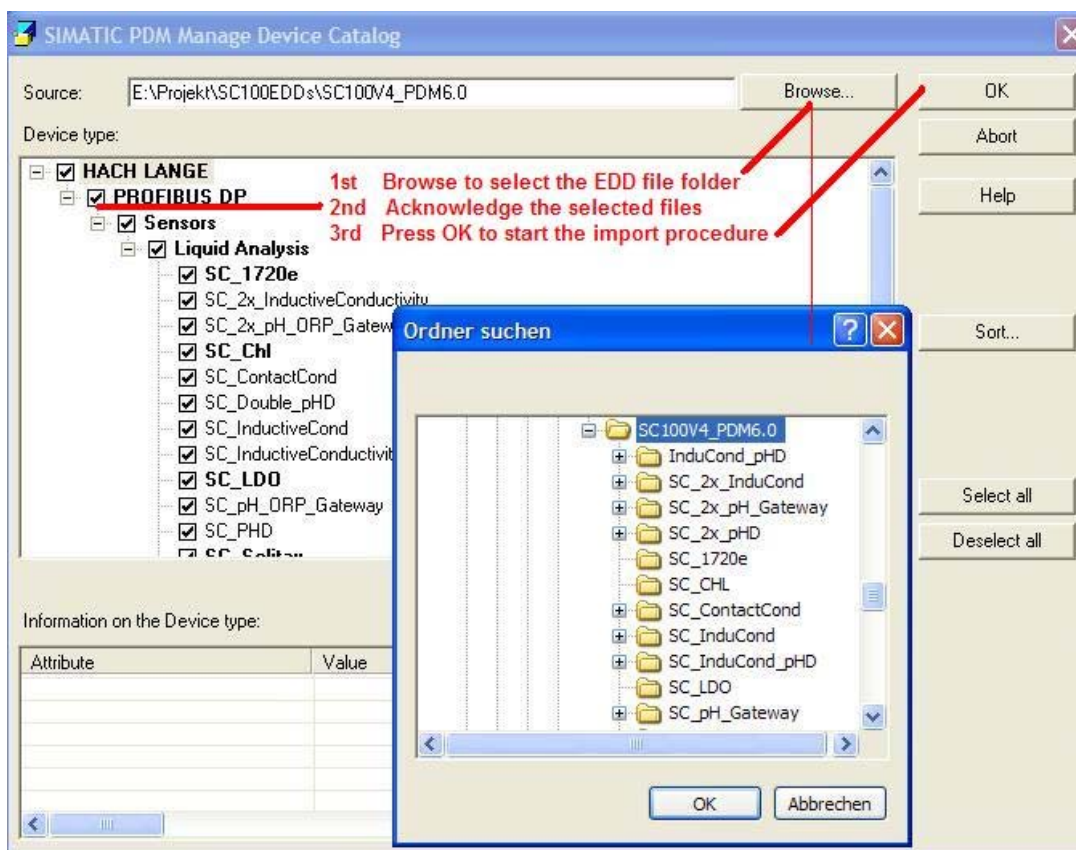 SIMATIC PDM Manage Device Catalog
Source: E:\Projekt\SC100EDDs\SC100V4_PDM6.0 Browse... OK
Device type: Abort
Help
Sort...
Select all
Deselect all
HACH LANGE
PROFIBUS DP
Sensors
Liquid Analysis
SC_1720e
SC_2x_InductiveConductivity
SC_2x_pH_ORP_Gatew
SC_Chl
SC_ContactCond
SC_Double_pHD
SC_InductiveCond
SC_InductiveConductivit
SC_LDO
SC_pH_ORP_Gateway
SC_PHD
SC_Solitax
1st Browse to select the EDD file folder
2nd Acknowledge the selected files
3rd Press OK to start the import procedure
Information on the Device type:
Attribute Value
Ordner suchen
SC100V4_PDM6.0
InduCond_pHD
SC_2x_InduCond
SC_2x_pH_Gateway
SC_2x_pHD
SC_1720e
SC_CHL
SC_ContactCond
SC_InduCond
SC_InduCond_pHD
SC_LDO
SC_pH_Gateway
OK Abbrechen